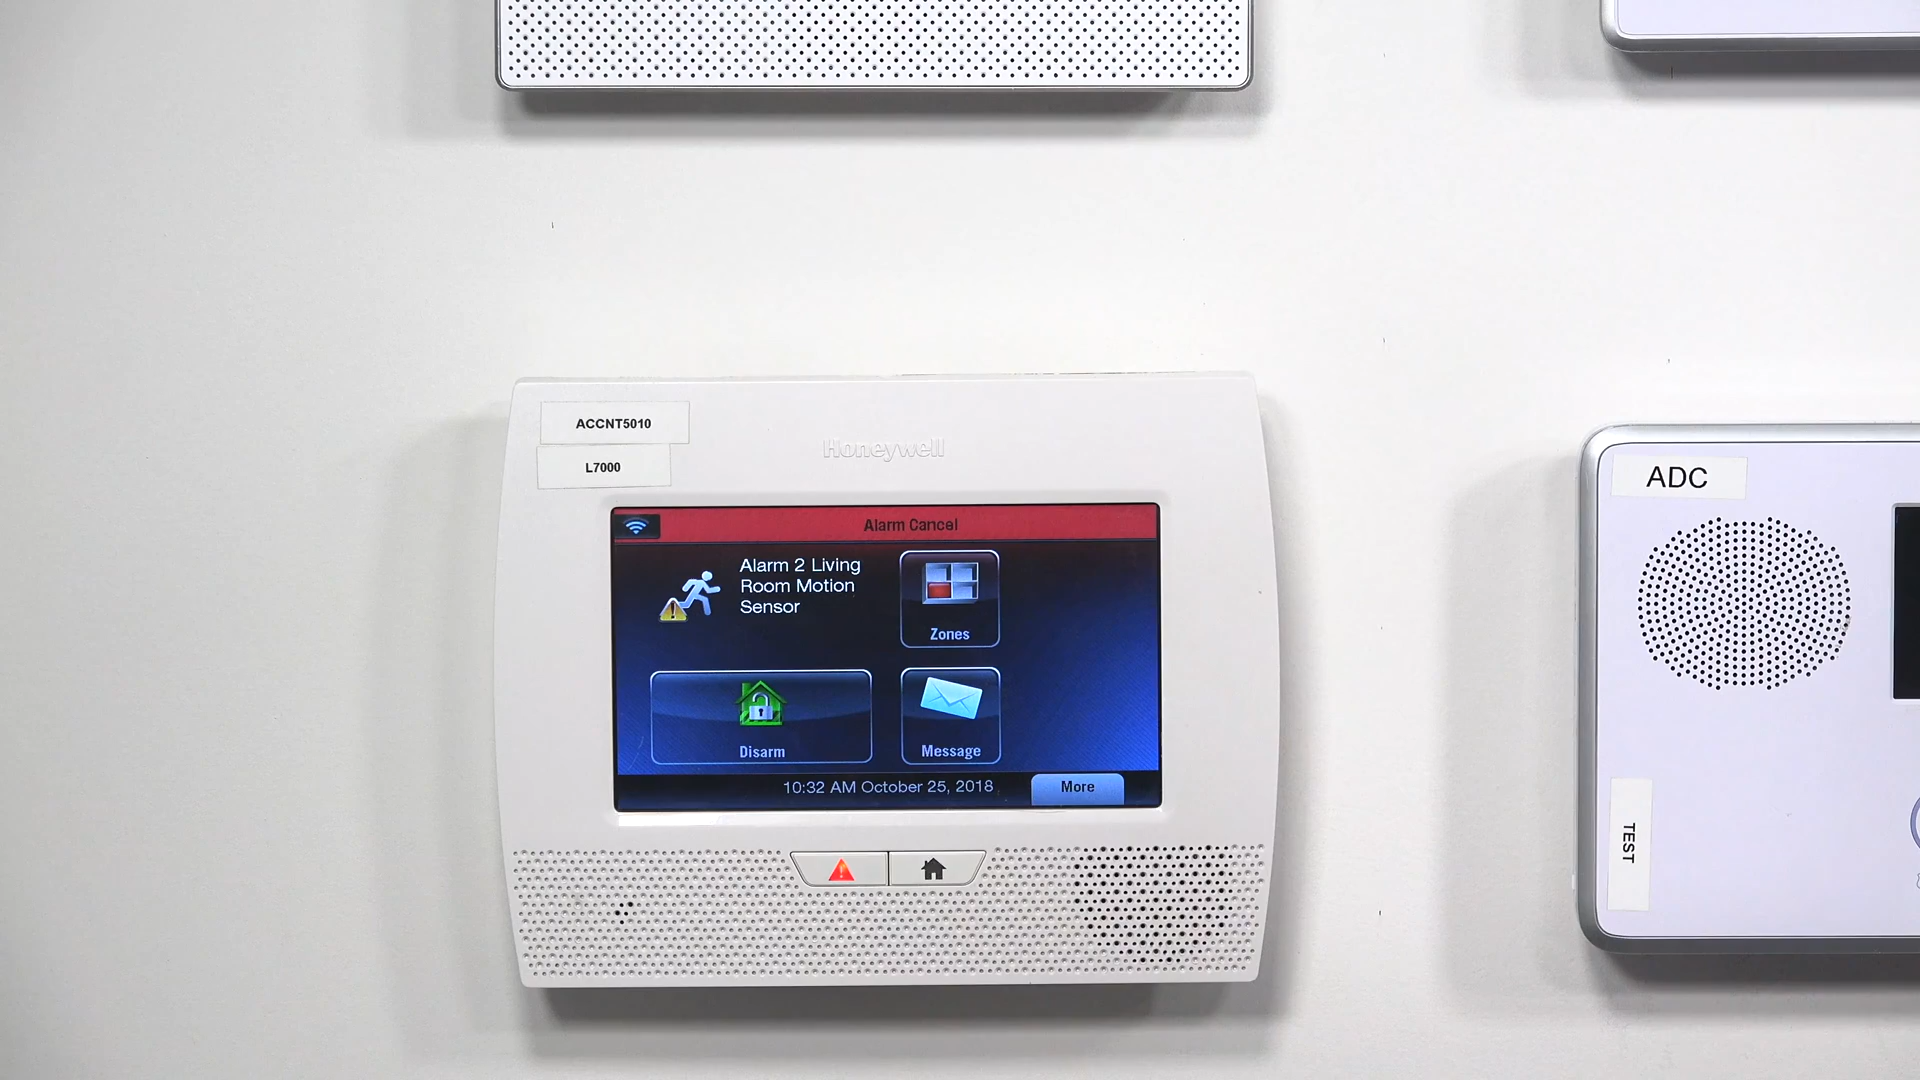 ACCNT5010
L7000
Honeywell
Alarm Cancel
Alarm 2 Living
Room Motion
Sensor
Zones
Disarm
Message
10:32 AM October 25, 2018
More
ADC
TEST